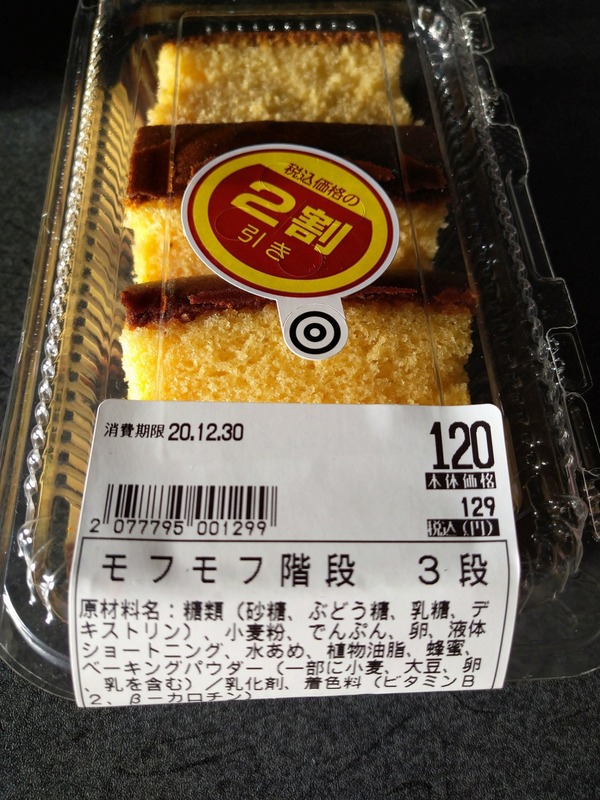 税込価格の
2割
引き
消費期限 20.12.30
120
本体価格
129
税込(円)
2 077795 001299
モフモフ階段 3段
原材料名：糖類（砂糖、ぶどう糖、乳糖、デ
キストリン）、小麦粉、でんぷん、卵、液体
ショートニング、水あめ、植物油脂、蜂蜜、
ベーキングパウダー（一部に小麦、大豆、卵
、乳を含む）／乳化剤、着色料（ビタミンB
2、β－カロチン）